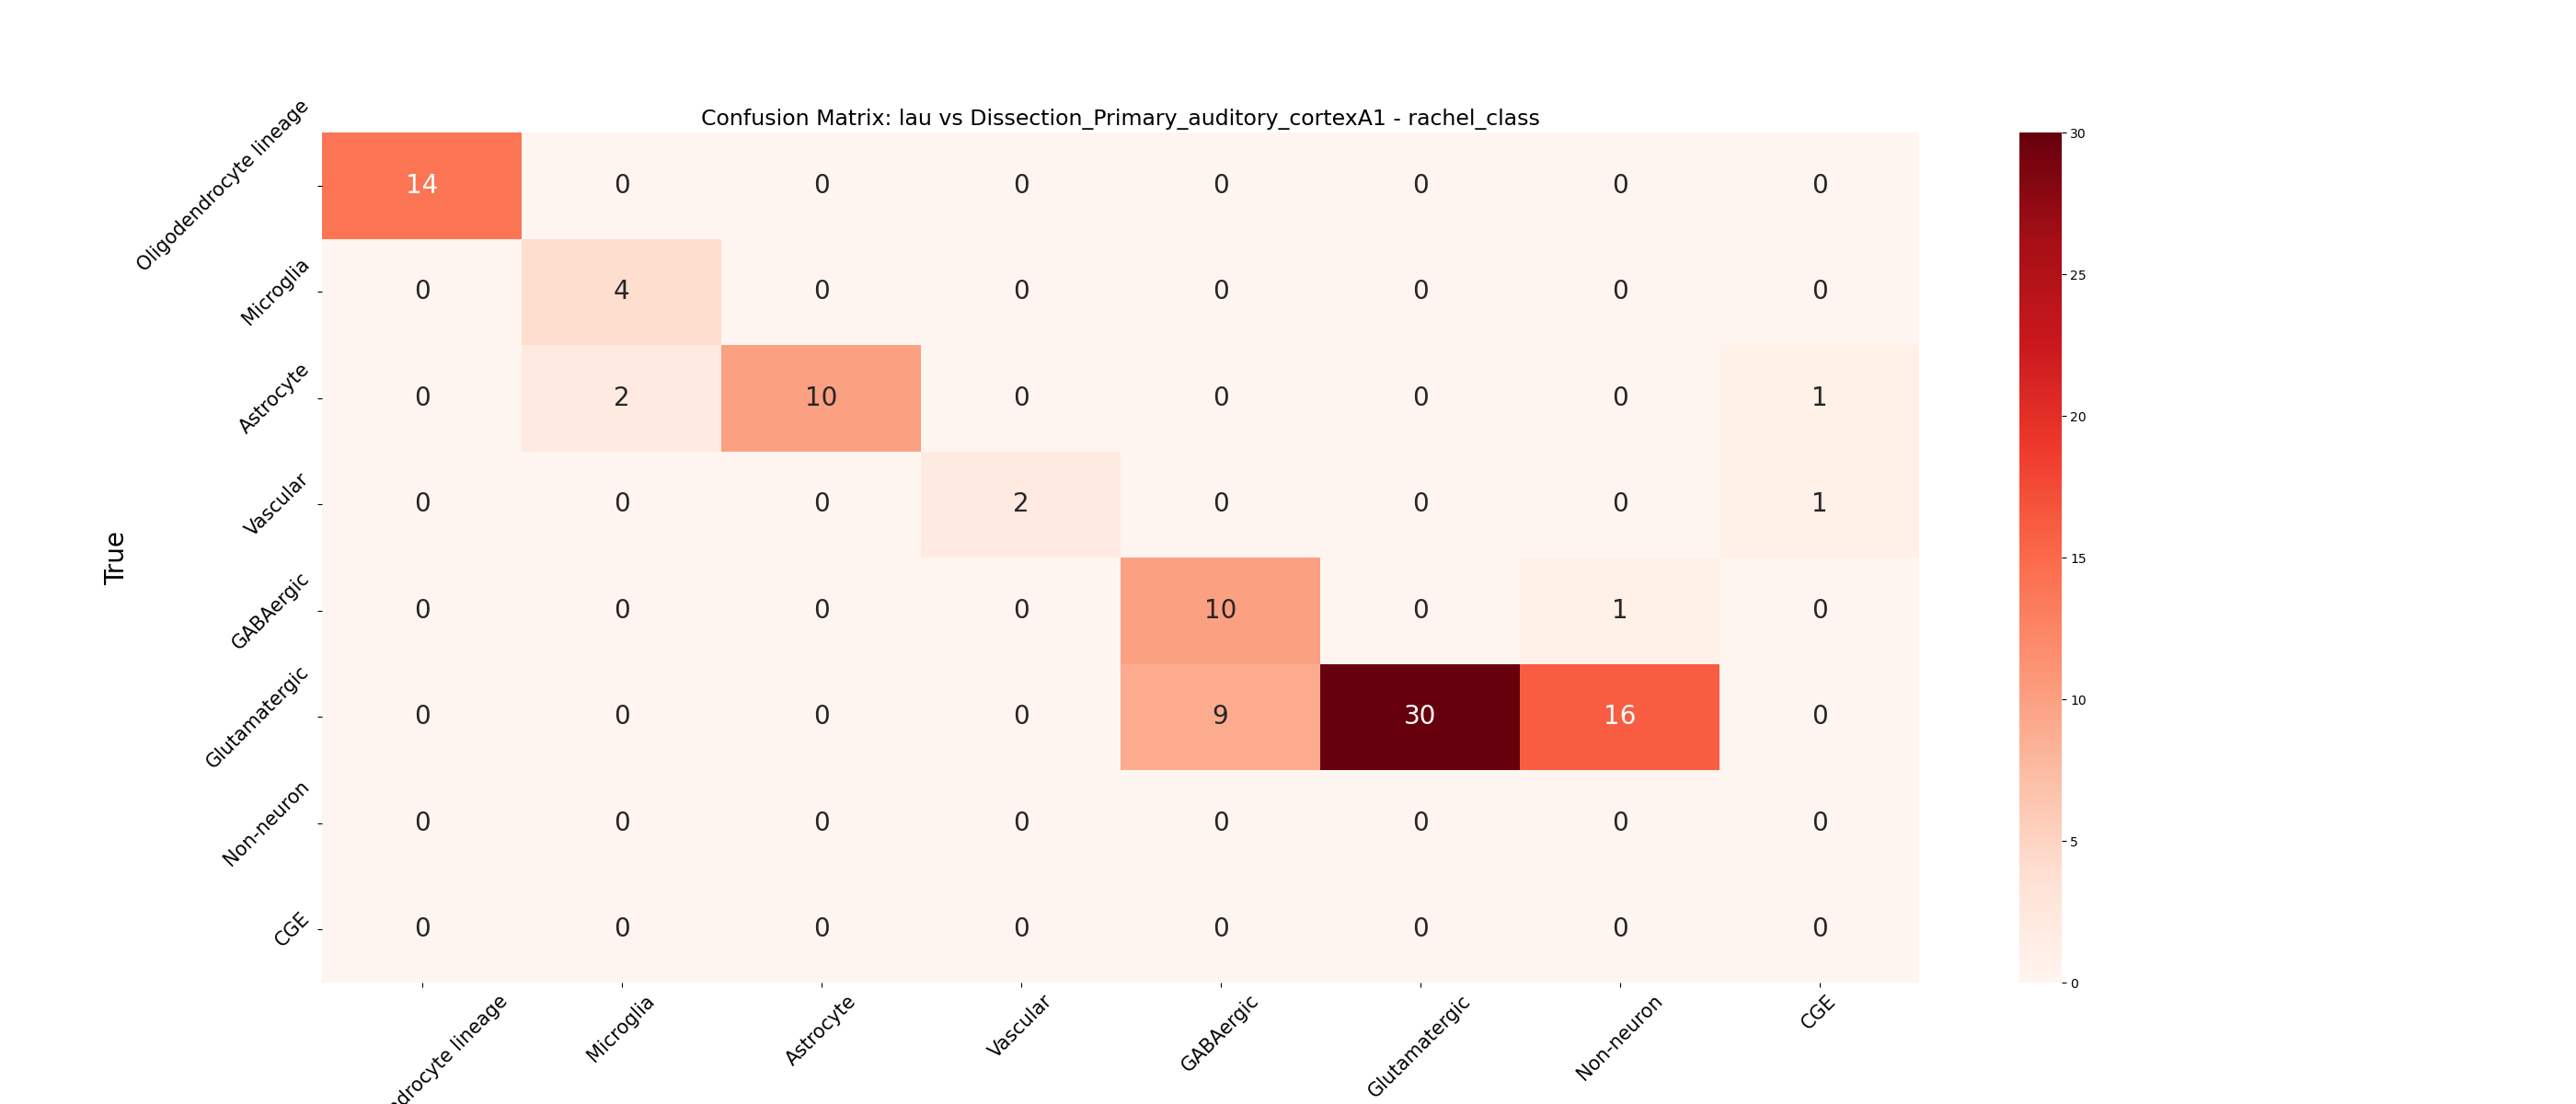 Confusion Matrix: lau vs Dissection_Primary_auditory_cortexA1 - rachel_class
True
Oligodendrocyte lineage 14 0 0 0 0 0 0 0
Microglia 0 4 0 0 0 0 0 0
Astrocyte 0 2 10 0 0 0 0 1
Vascular 0 0 0 2 0 0 0 1
GABAergic 0 0 0 0 10 0 1 0
Glutamatergic 0 0 0 0 9 30 16 0
Non-neuron 0 0 0 0 0 0 0 0
CGE 0 0 0 0 0 0 0 0
lineage Microglia Astrocyte Vascular GABAergic Glutamatergic Non-neuron CGE
30
25
20
15
10
5
0